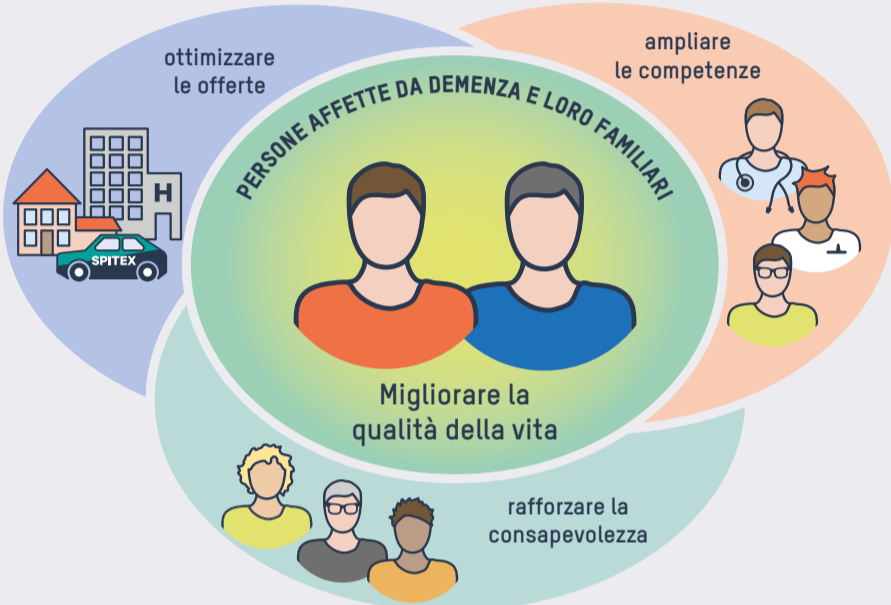 ottimizzare
le offerte
H
SPITEX
PERSONE AFFETTE DA DEMENZA E LORO FAMILIARI
Migliorare la
qualità della vita
ampliare
le competenze
rafforzare la
consapevolezza